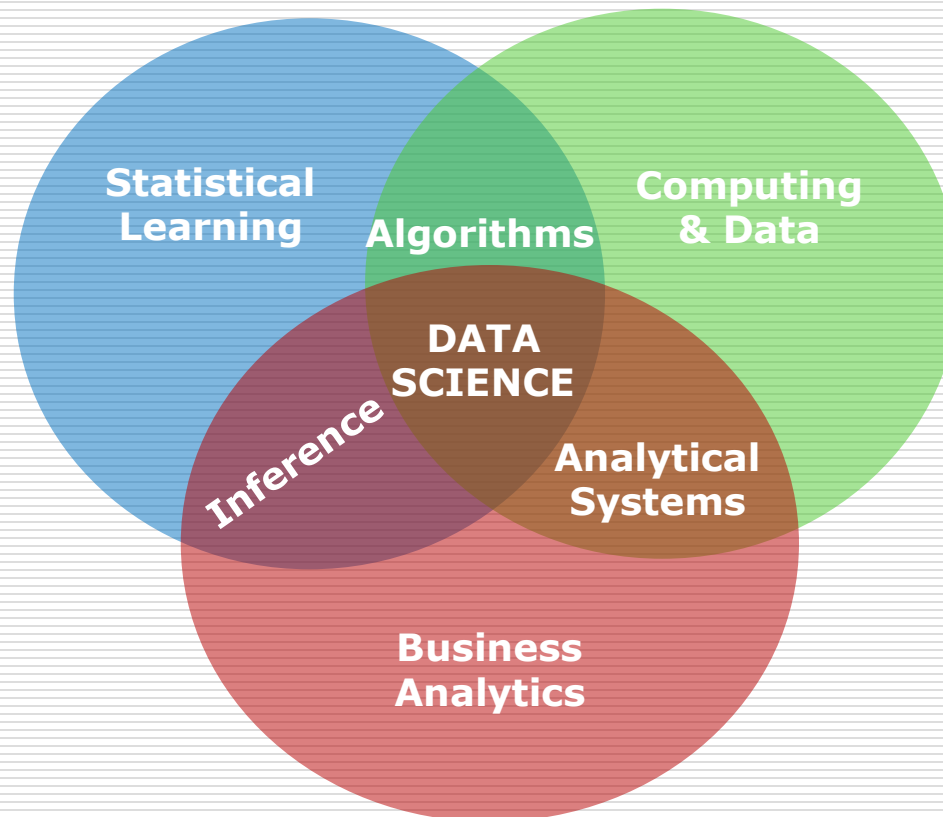 Statistical
Learning
Algorithms
Computing
& Data
DATA
SCIENCE
Inference
Analytical
Systems
Business
Analytics